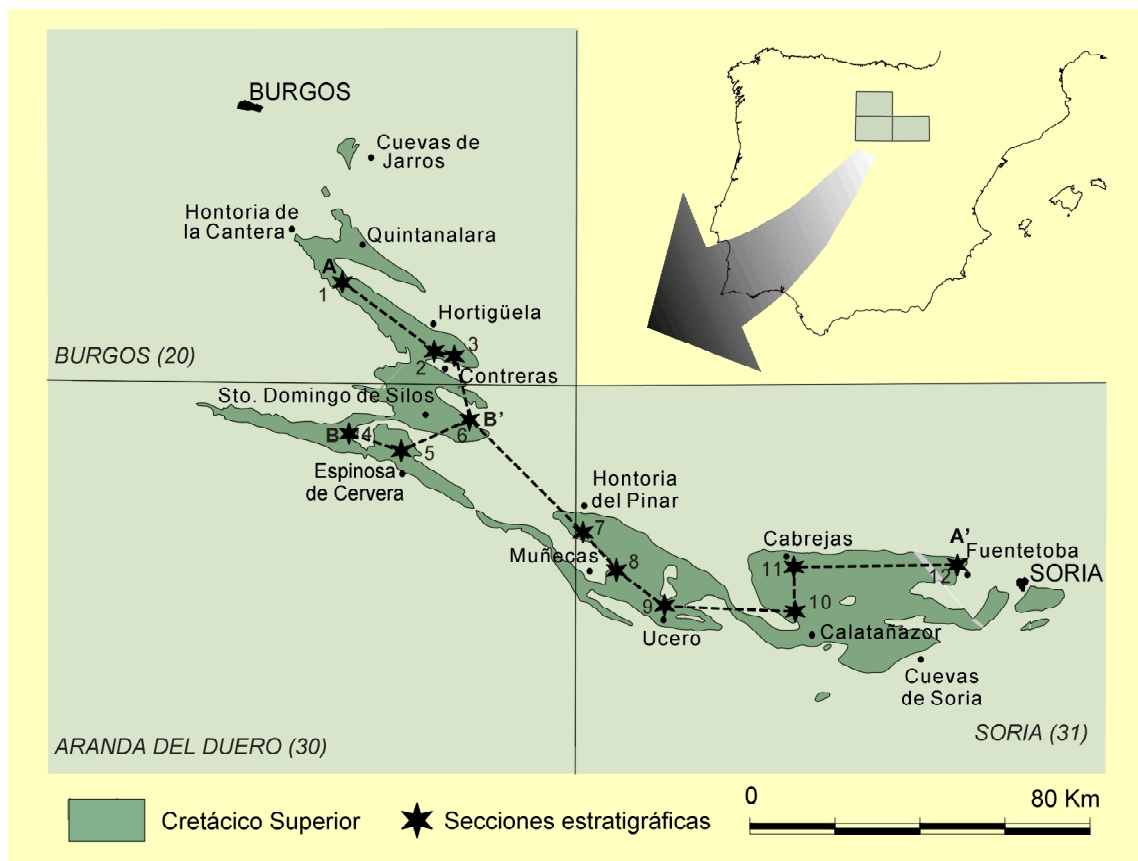 BURGOS
Cuevas de
Jarros
Hontoria de
la Cantera
Quintanalara
A
1
Hortigüela
3
2
BURGOS (20)
Contreras
Sto. Domingo de Silos
B'
6
B
4
5
Espinosa
de Cervera
Hontoria
del Pinar
7
Muñecas
8
9
Ucero
Cabrejas
A'
Fuentetoba
11
12
SORIA
10
Calatañazor
Cuevas
de Soria
ARANDA DEL DUERO (30)
SORIA (31)
Cretácico Superior
Secciones estratigráficas
0
80 Km